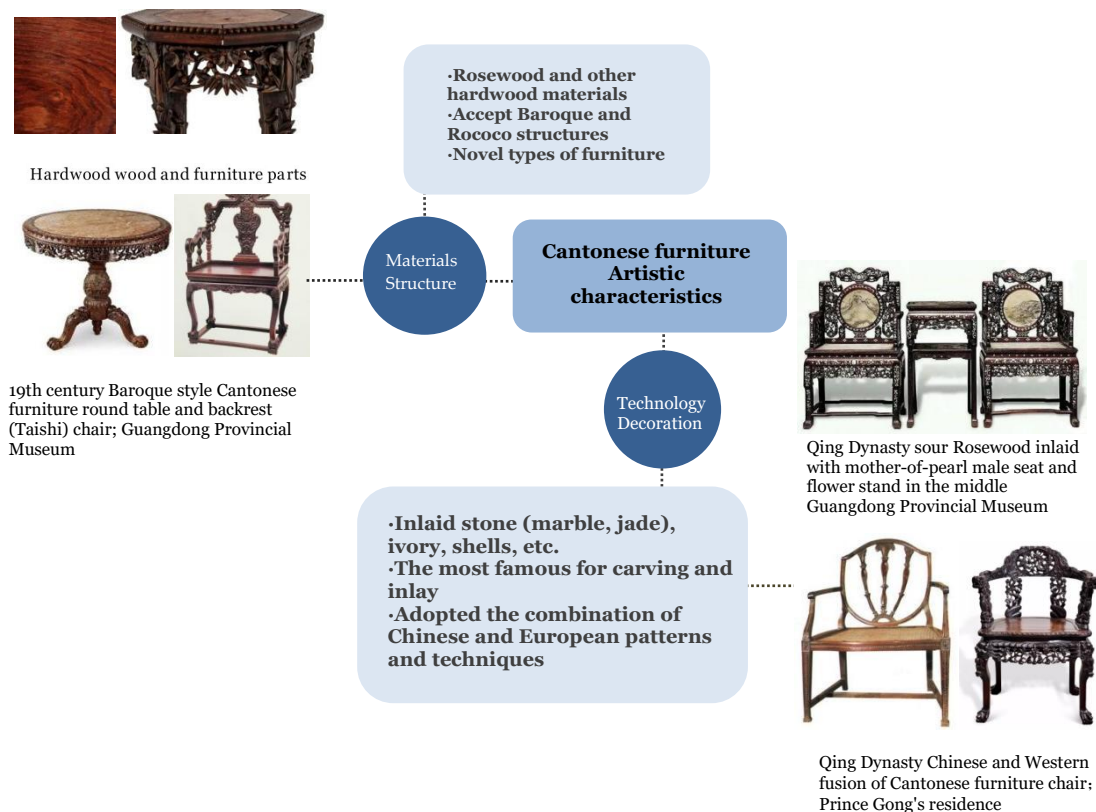 ·Rosewood and other
hardwood materials
·Accept Baroque and
Rococo structures
·Novel types of furniture
Hardwood wood and furniture parts
Materials
Structure
Cantonese furniture
Artistic
characteristics
19th century Baroque style Cantonese
furniture round table and backrest
(Taishi) chair; Guangdong Provincial
Museum
Technology
Decoration
Qing Dynasty sour Rosewood inlaid
with mother-of-pearl male seat and
flower stand in the middle
Guangdong Provincial Museum
·Inlaid stone (marble, jade),
ivory, shells, etc.
·The most famous for carving and
inlay
·Adopted the combination of
Chinese and European patterns
and techniques
Qing Dynasty Chinese and Western
fusion of Cantonese furniture chair;
Prince Gong's residence